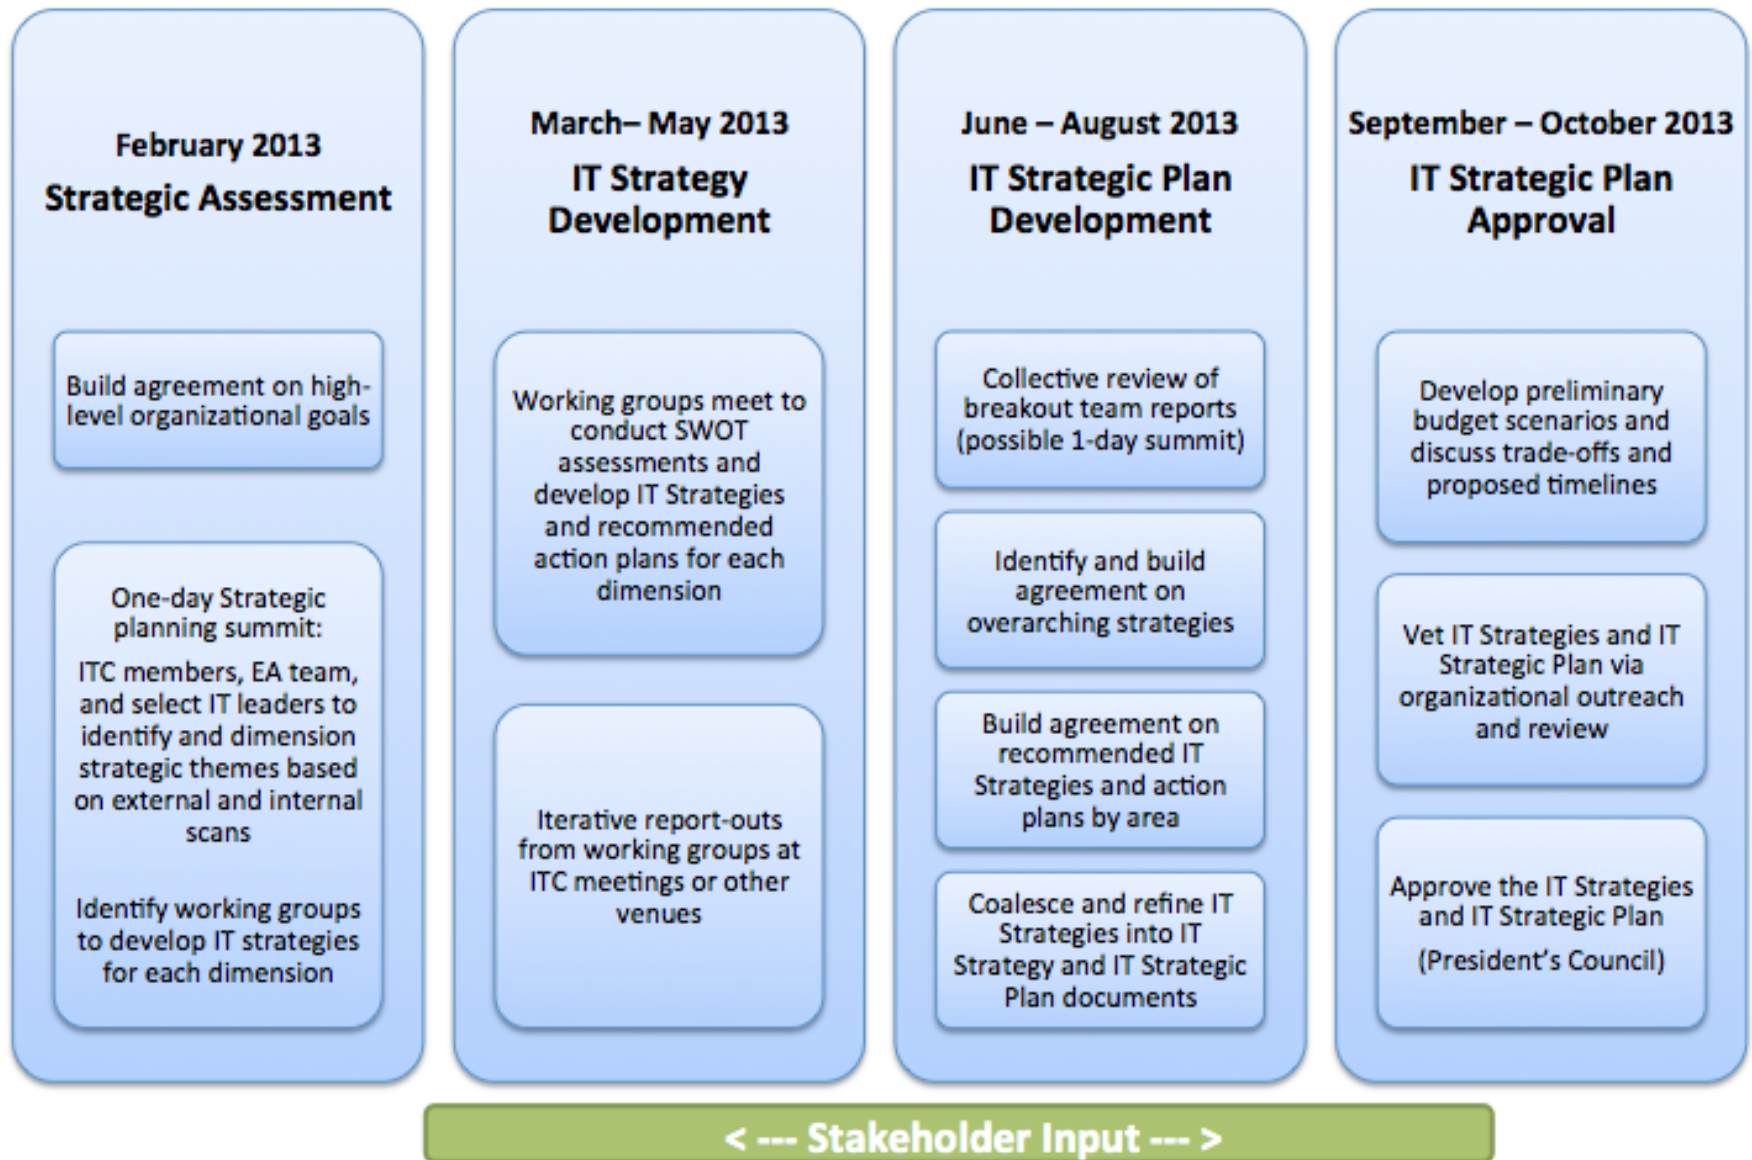 February 2013
Strategic Assessment
Build agreement on high-
level organizational goals
One-day Strategic
planning summit:
ITC members, EA team,
and select IT leaders to
identify and dimension
strategic themes based
on external and internal
scans
Identify working groups
to develop IT strategies
for each dimension
March– May 2013
IT Strategy
Development
Working groups meet to
conduct SWOT
assessments and
develop IT Strategies
and recommended
action plans for each
dimension
Iterative report-outs
from working groups at
ITC meetings or other
venues
June – August 2013
IT Strategic Plan
Development
Collective review of
breakout team reports
(possible 1-day summit)
Identify and build
agreement on
overarching strategies
Build agreement on
recommended IT
Strategies and action
plans by area
Coalesce and refine IT
Strategies into IT
Strategy and IT Strategic
Plan documents
September – October 2013
IT Strategic Plan
Approval
Develop preliminary
budget scenarios and
discuss trade-offs and
proposed timelines
Vet IT Strategies and IT
Strategic Plan via
organizational outreach
and review
Approve the IT Strategies
and IT Strategic Plan
(President's Council)
< --- Stakeholder Input --- >